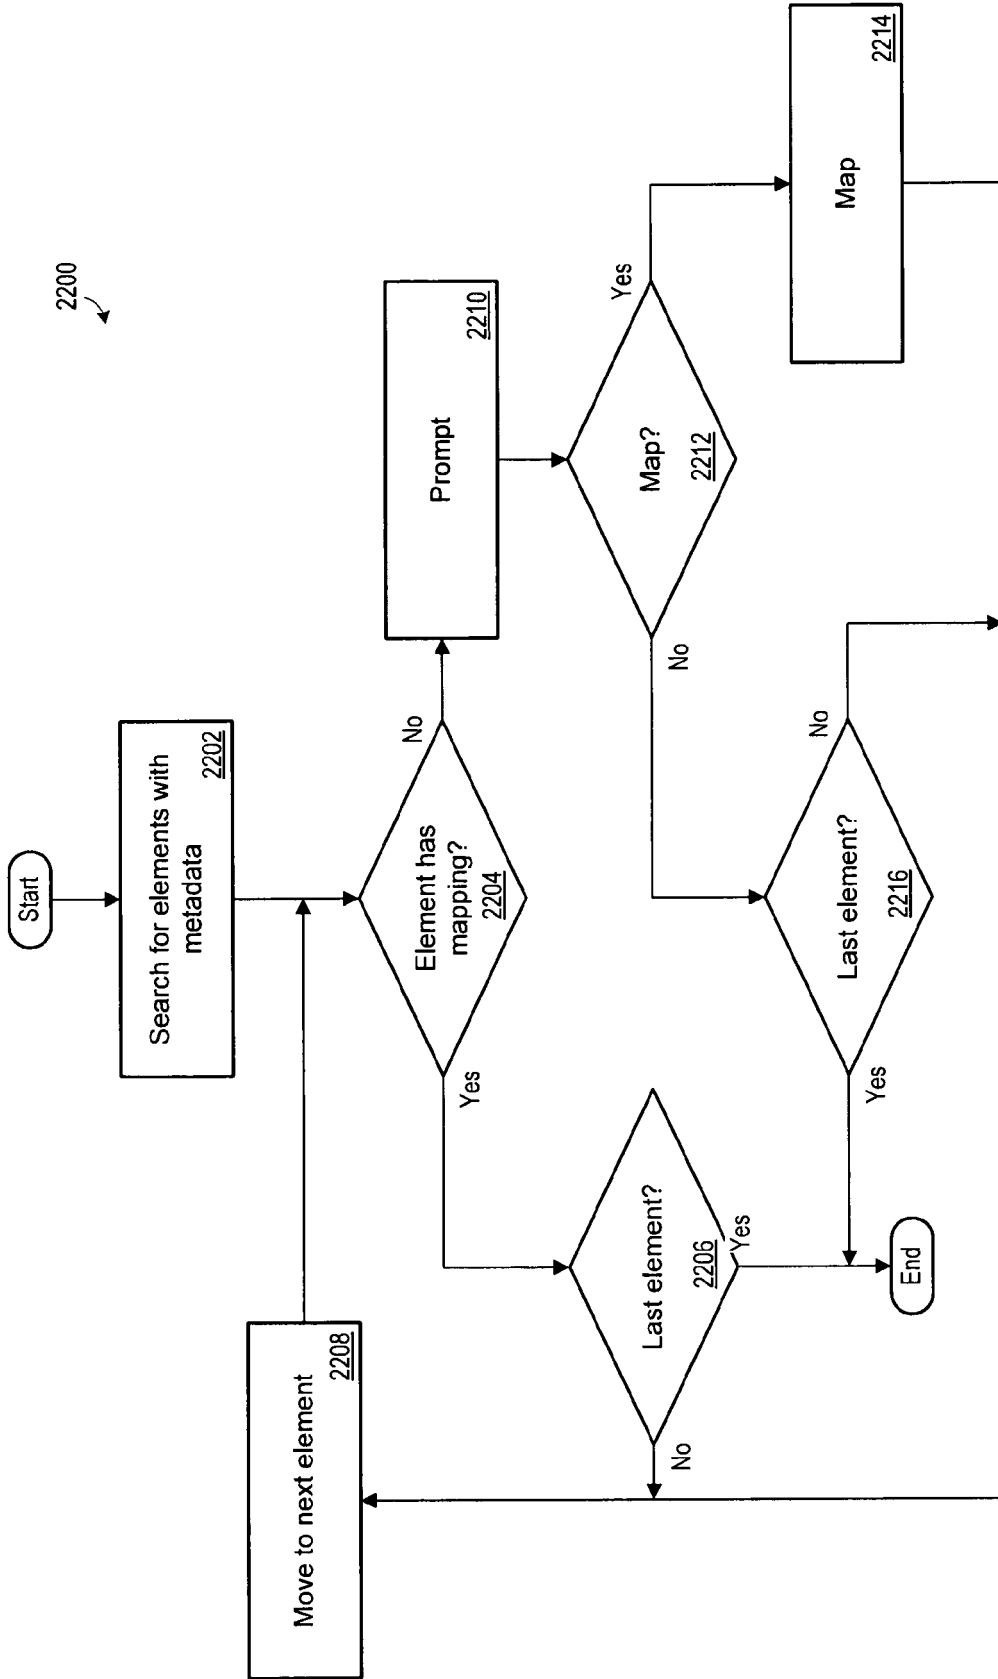 2200
Start
Search for elements with
metadata
2202
Element has
mapping?
2204
No
Yes
Prompt
2210
Move to next element
2208
Last element?
2206
No
Yes
Map?
2212
Yes
No
Map
2214
Last element?
2216
No
Yes
End